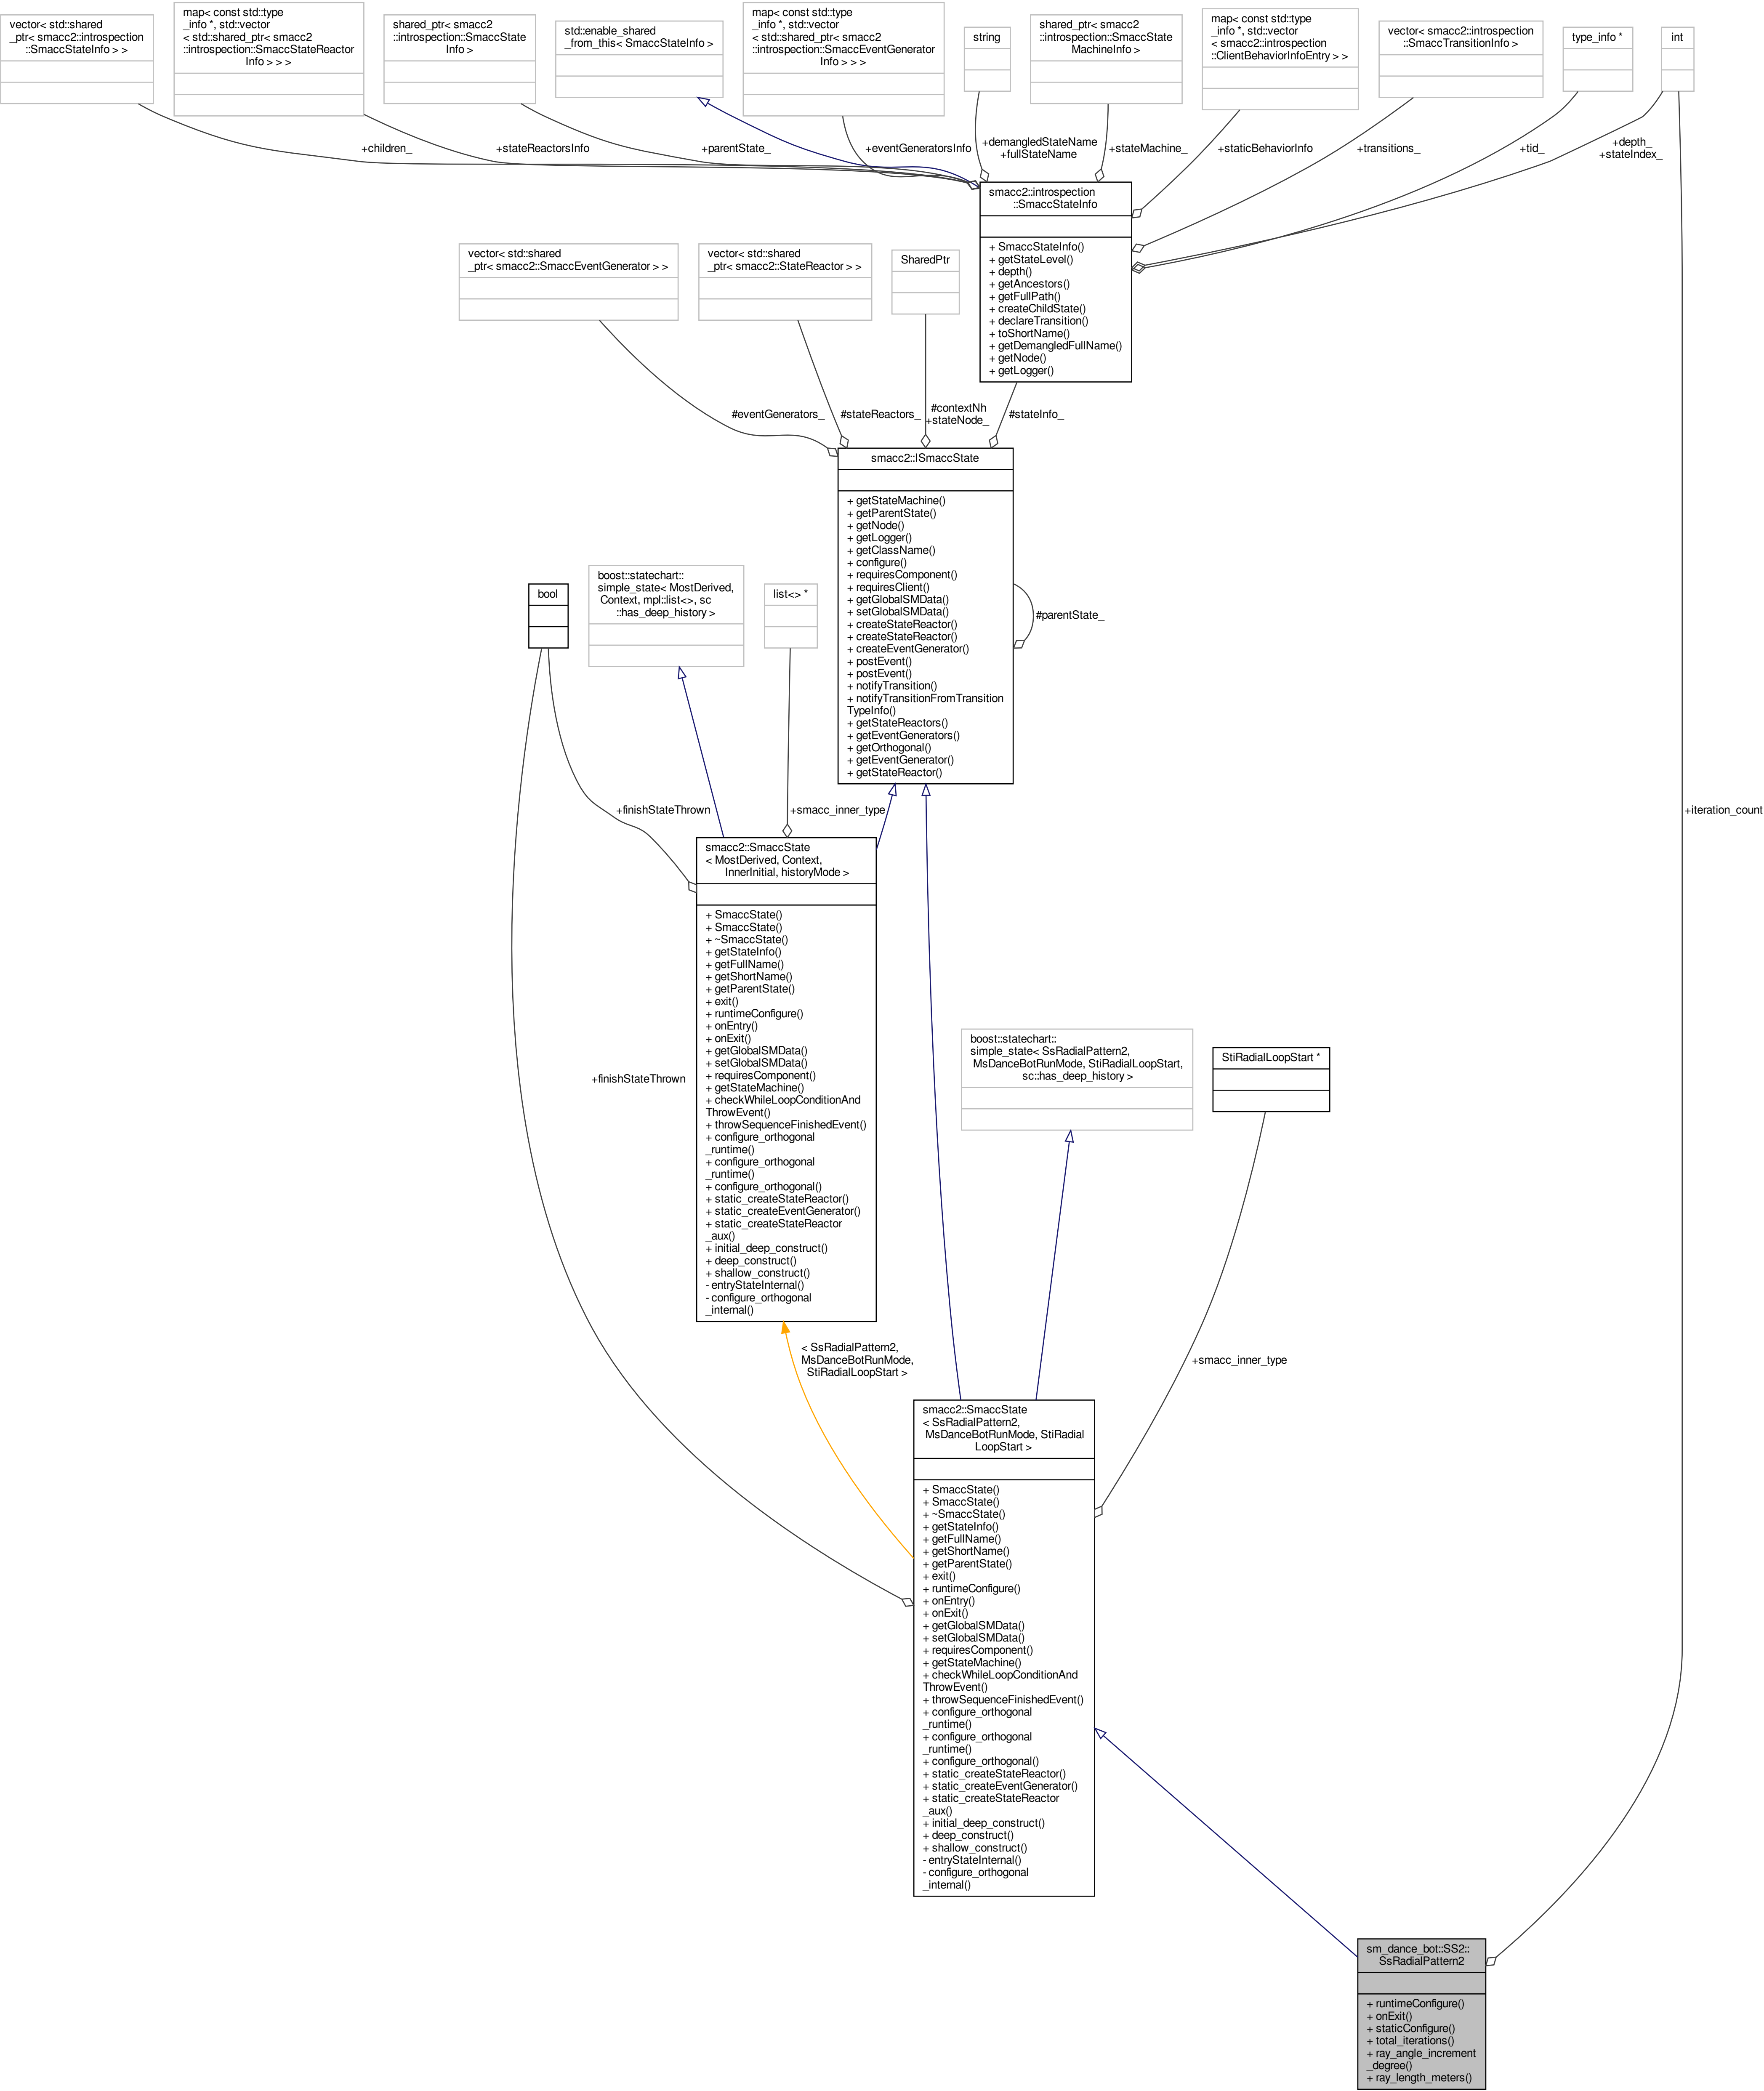 vector< std::shared
_ptr< smacc2::introspection
::SmaccStateInfo > >
map< const std::type
_info *, std::vector
< std::shared_ptr< smacc2
::introspection::SmaccStateReactor
Info > > >
shared_ptr< smacc2
::introspection::SmaccState
Info >
std::enable_shared
_from_this< SmaccStateInfo >
map< const std::type
_info *, std::vector
< std::shared_ptr< smacc2
::introspection::SmaccEventGenerator
Info > > >
string
shared_ptr< smacc2
::introspection::SmaccState
MachineInfo >
map< const std::type
_info *, std::vector
< smacc2::introspection
::ClientBehaviorInfoEntry > >
vector< smacc2::introspection
::SmaccTransitionInfo >
type_info *
int
+children_
+stateReactorsInfo
+parentState_
+eventGeneratorsInfo
+demangledStateName
+fullStateName
+stateMachine_
+staticBehaviorInfo
+transitions_
+tid_
+depth_
+stateIndex_
smacc2::introspection
::SmaccStateInfo
+ SmaccStateInfo()
+ getStateLevel()
+ depth()
+ getAncestors()
+ getFullPath()
+ createChildState()
+ declareTransition()
+ toShortName()
+ getDemangledFullName()
+ getNode()
+ getLogger()
vector< std::shared
_ptr< smacc2::SmaccEventGenerator > >
vector< std::shared
_ptr< smacc2::StateReactor > >
SharedPtr
#eventGenerators_
#stateReactors_
#contextNh
+stateNode_
#stateInfo_
smacc2::ISmaccState
+ getStateMachine()
+ getParentState()
+ getNode()
+ getLogger()
+ getClassName()
+ configure()
+ requiresComponent()
+ requiresClient()
+ getGlobalSMData()
+ setGlobalSMData()
+ createStateReactor()
+ createStateReactor()
+ createEventGenerator()
+ postEvent()
+ postEvent()
+ notifyTransition()
+ notifyTransitionFromTransition
TypeInfo()
+ getStateReactors()
+ getEventGenerators()
+ getOrthogonal()
+ getEventGenerator()
+ getStateReactor()
#parentState_
bool
boost::statechart::
simple_state< MostDerived,
Context, mpl::list<>, sc
::has_deep_history >
list<> *
+finishStateThrown
+smacc_inner_type
+iteration_count
smacc2::SmaccState
< MostDerived, Context,
InnerInitial, historyMode >
+ SmaccState()
+ SmaccState()
+ ~SmaccState()
+ getStateInfo()
+ getFullName()
+ getShortName()
+ getParentState()
+ exit()
+ runtimeConfigure()
+ onEntry()
+ onExit()
+ getGlobalSMData()
+ setGlobalSMData()
+ requiresComponent()
+ getStateMachine()
+ checkWhileLoopConditionAnd
ThrowEvent()
+ throwSequenceFinishedEvent()
+ configure_orthogonal
_runtime()
+ configure_orthogonal
_runtime()
+ configure_orthogonal()
+ static_createStateReactor()
+ static_createEventGenerator()
+ static_createStateReactor
_aux()
+ initial_deep_construct()
+ deep_construct()
+ shallow_construct()
- entryStateInternal()
- configure_orthogonal
_internal()
+finishStateThrown
boost::statechart::
simple_state< SsRadialPattern2,
MsDanceBotRunMode, StiRadialLoopStart,
sc::has_deep_history >
StiRadialLoopStart *
< SsRadialPattern2,
MsDanceBotRunMode,
StiRadialLoopStart >
+smacc_inner_type
smacc2::SmaccState
< SsRadialPattern2,
MsDanceBotRunMode, StiRadial
LoopStart >
+ SmaccState()
+ SmaccState()
+ ~SmaccState()
+ getStateInfo()
+ getFullName()
+ getShortName()
+ getParentState()
+ exit()
+ runtimeConfigure()
+ onEntry()
+ onExit()
+ getGlobalSMData()
+ setGlobalSMData()
+ requiresComponent()
+ getStateMachine()
+ checkWhileLoopConditionAnd
ThrowEvent()
+ throwSequenceFinishedEvent()
+ configure_orthogonal
_runtime()
+ configure_orthogonal
_runtime()
+ configure_orthogonal()
+ static_createStateReactor()
+ static_createEventGenerator()
+ static_createStateReactor
_aux()
+ initial_deep_construct()
+ deep_construct()
+ shallow_construct()
- entryStateInternal()
- configure_orthogonal
_internal()
sm_dance_bot::SS2::
SsRadialPattern2
+ runtimeConfigure()
+ onExit()
+ staticConfigure()
+ total_iterations()
+ ray_angle_increment
_degree()
+ ray_length_meters()